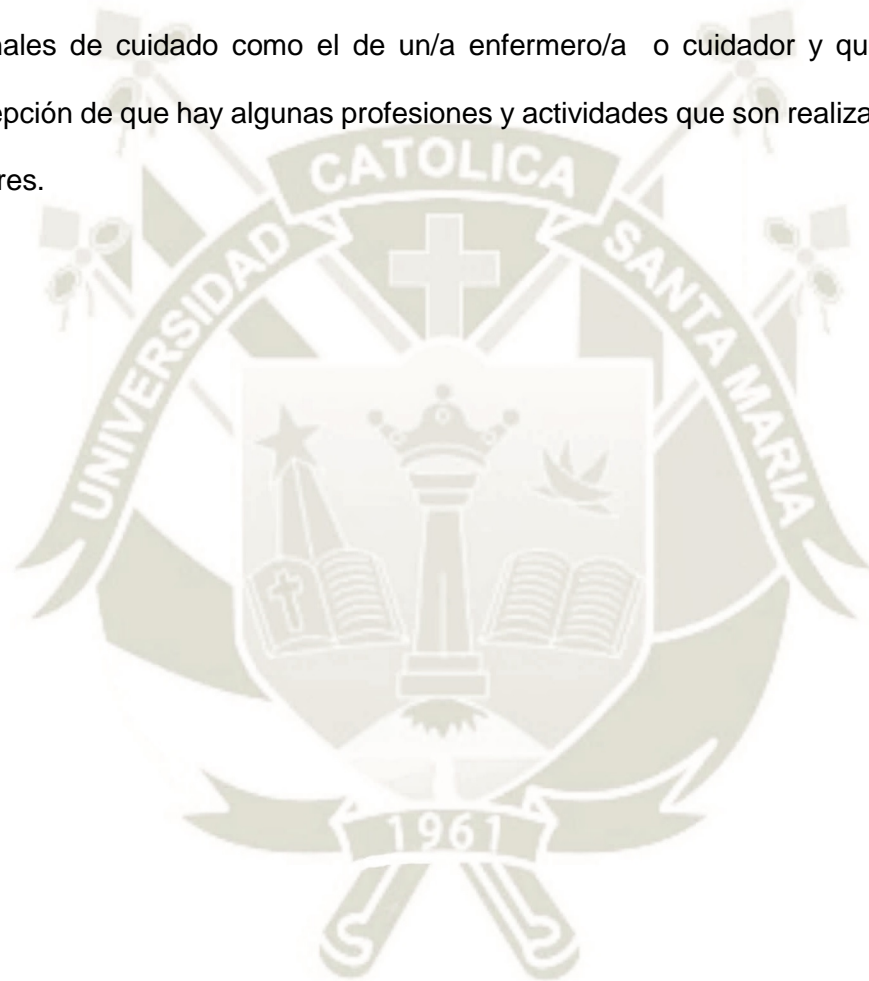 nales de cuidado como el de un/a enfermero/a o cuidador y qu
epción de que hay algunas profesiones y actividades que son realiza
res.
CATOLICA
UNIVERSIDAD
SANTA MARIA
1961